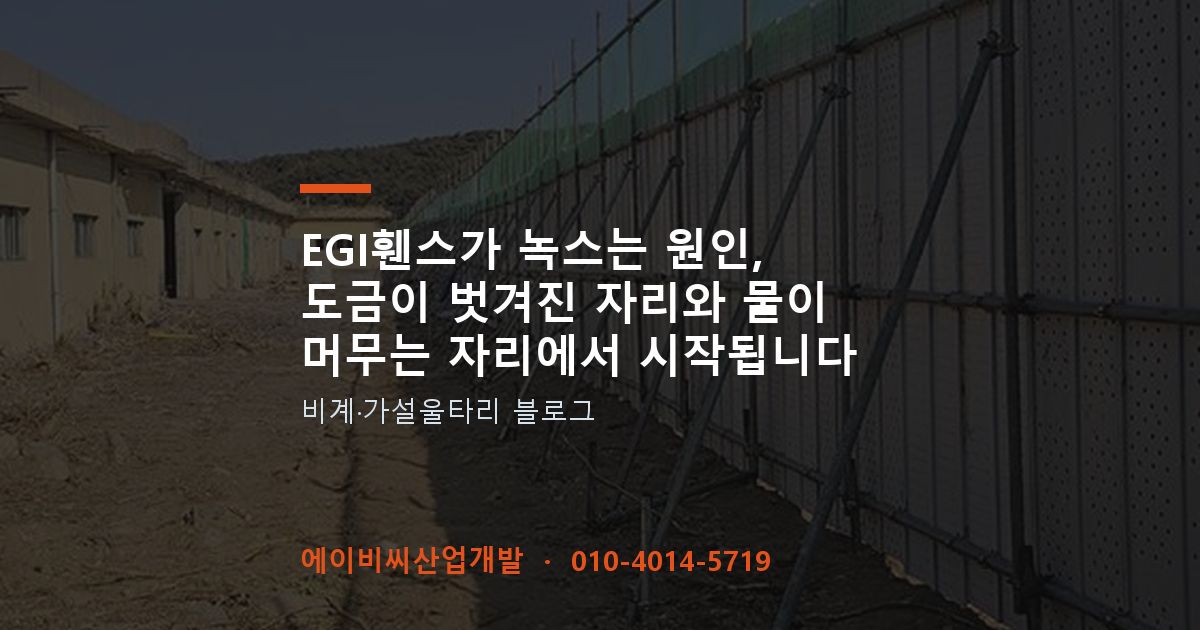 EGI휀스가 녹스는 원인,
도금이 벗겨진 자리와 물이
머무는 자리에서 시작됩니다
비계·가설울타리 블로그
에이비씨산업개발 · 010-4014-5719